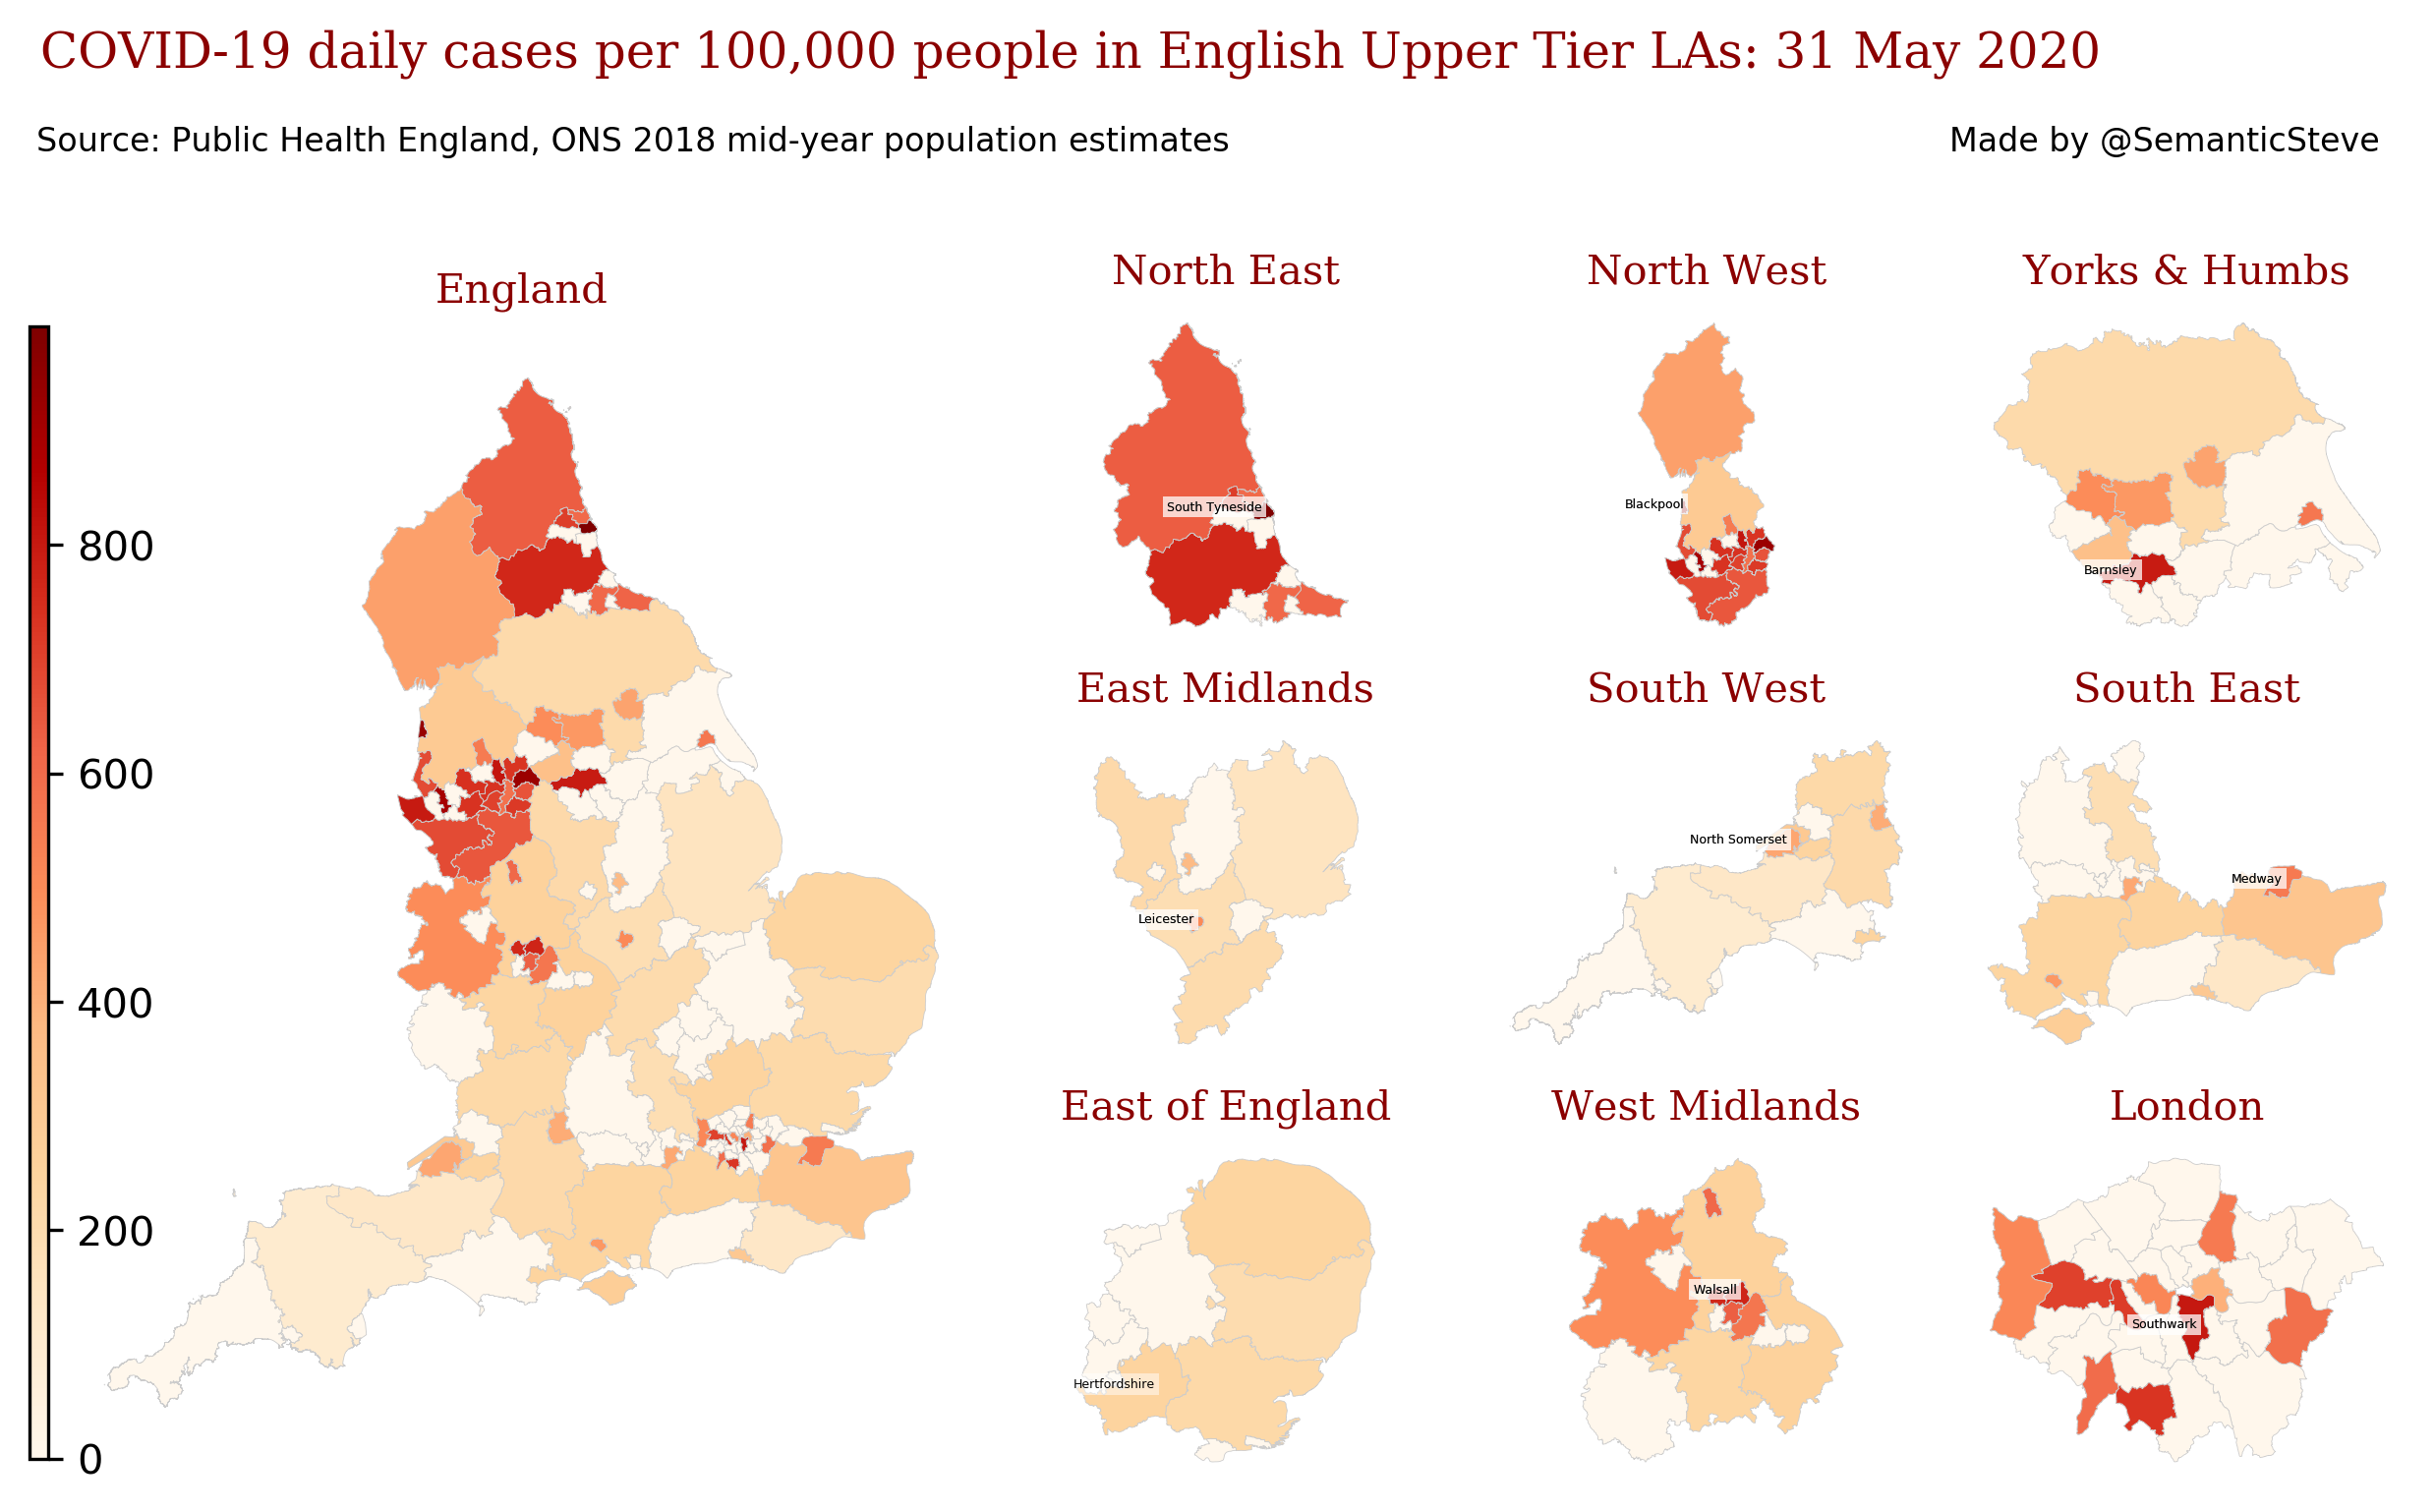 COVID-19 daily cases per 100,000 people in English Upper Tier LAs: 31 May 2020
Source: Public Health England, ONS 2018 mid-year population estimates
Made by @SemanticSteve
England
800
600
400
200
0
North East
South Tyneside
North West
Blackpool
Yorks & Humbs
Barnsley
East Midlands
Leicester
South West
North Somerset
South East
Medway
East of England
Hertfordshire
West Midlands
Walsall
London
Southwark